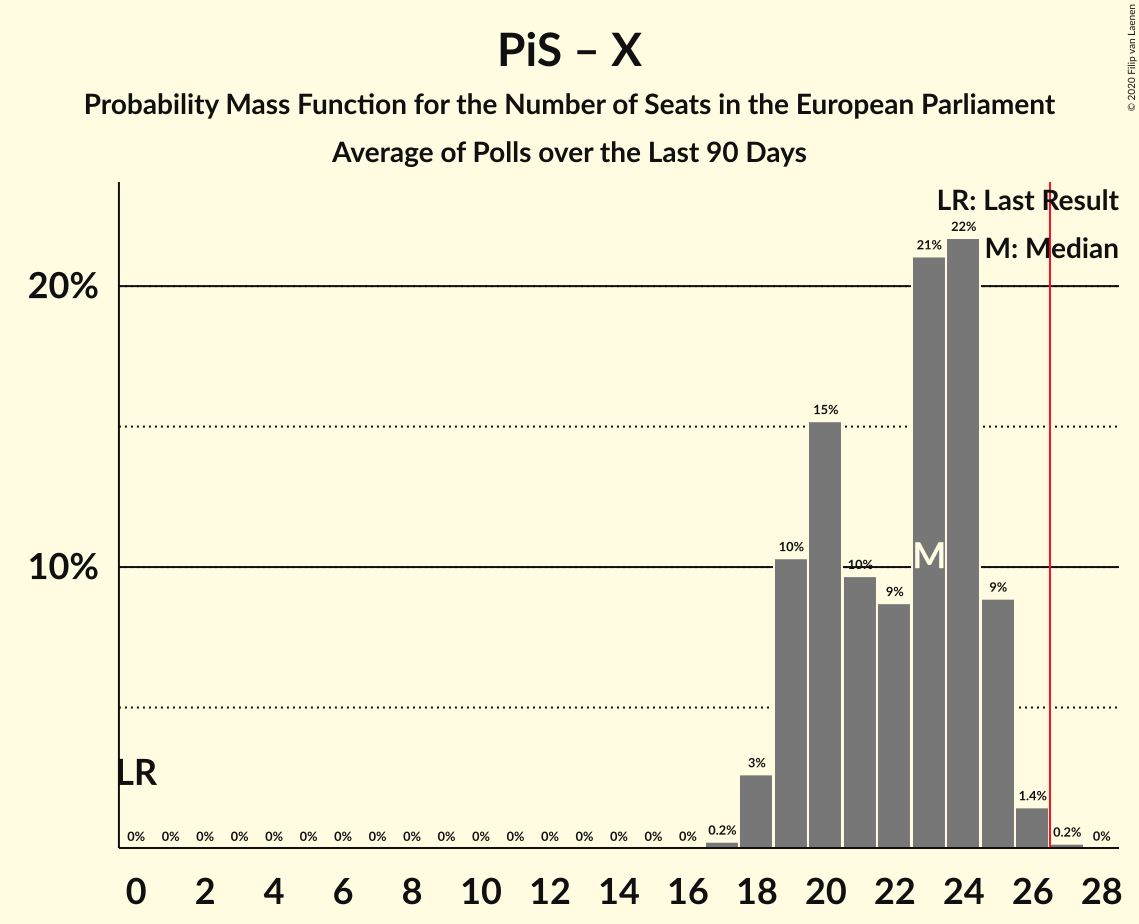 PiS – X
Probability Mass Function for the Number of Seats in the European Parliament
Average of Polls over the Last 90 Days
© 2020 Filip van Laenen
LR: Last Result
M: Median
22%
21%
20%
15%
10%
10%
10%
9%
9%
M
LR
3%
1.4%
0% 0% 0% 0% 0% 0% 0% 0% 0% 0% 0% 0% 0% 0% 0% 0% 0% 0.2% 0.2% 0%
0 2 4 6 8 10 12 14 16 18 20 22 24 26 28